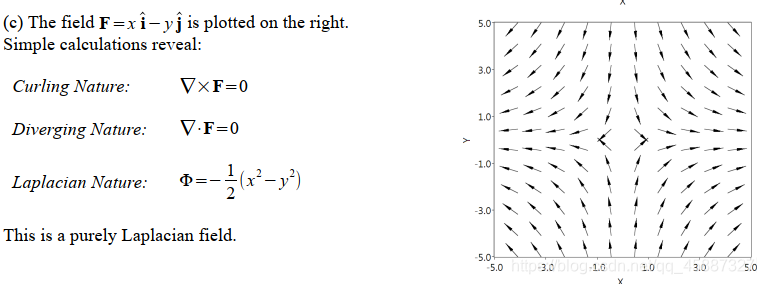 X
(c) The field F = x î − y ĵ is plotted on the right.
Simple calculations reveal:
Curling Nature: ∇×F=0
Diverging Nature: ∇·F=0
Laplacian Nature: Φ=−1/2(x²−y²)
This is a purely Laplacian field.
5.0
3.0
1.0
Y
-1.0
-3.0
-5.0
-5.0 -3.0 -1.0 1.0 3.0 5.0
X